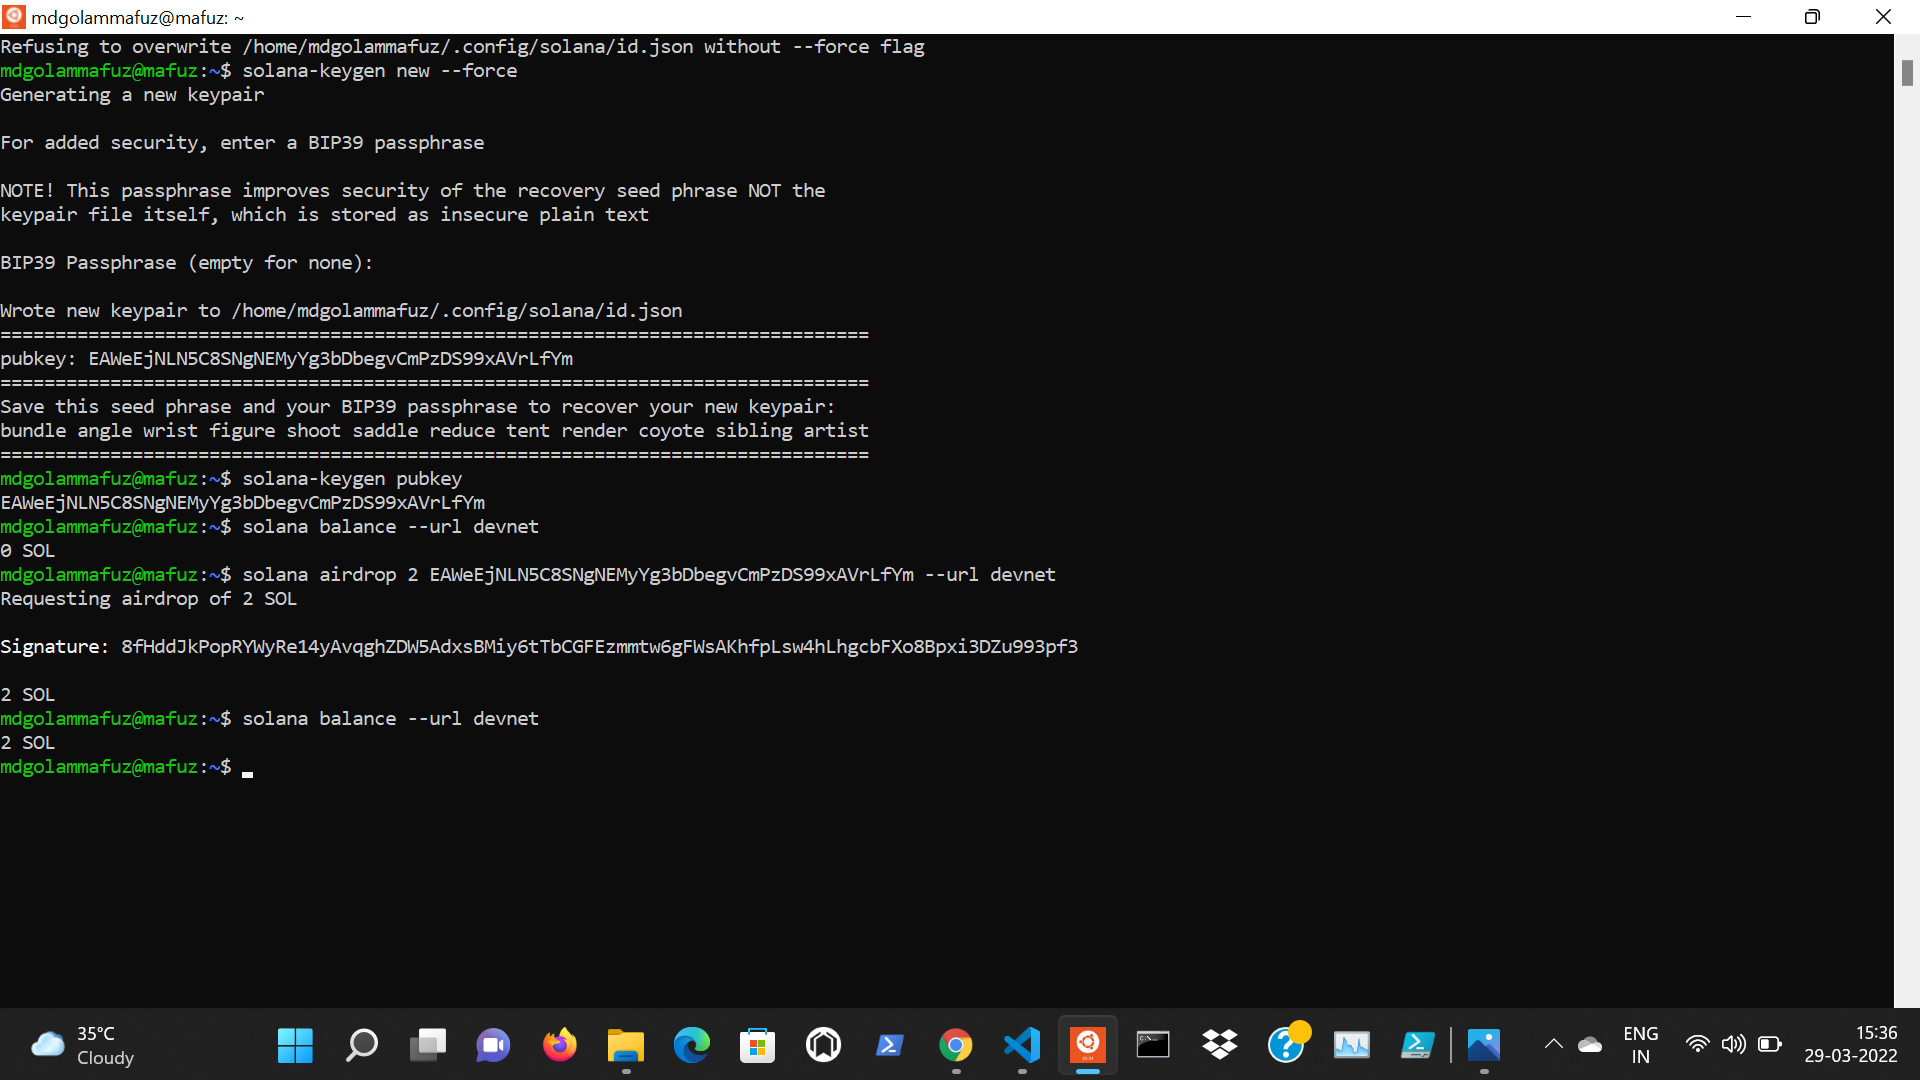 mdgolammafuz@mafuz: ~
Refusing to overwrite /home/mdgolammafuz/.config/solana/id.json without --force flag
mdgolammafuz@mafuz:~$ solana-keygen new --force
Generating a new keypair
For added security, enter a BIP39 passphrase
NOTE! This passphrase improves security of the recovery seed phrase NOT the
keypair file itself, which is stored as insecure plain text
BIP39 Passphrase (empty for none):
Wrote new keypair to /home/mdgolammafuz/.config/solana/id.json
===============================================================================
pubkey: EAWeEjNLN5C8SNgNEMyYg3bDbegvCmPzDS99xAVrLfYm
===============================================================================
Save this seed phrase and your BIP39 passphrase to recover your new keypair:
bundle angle wrist figure shoot saddle reduce tent render coyote sibling artist
===============================================================================
mdgolammafuz@mafuz:~$ solana-keygen pubkey
EAWeEjNLN5C8SNgNEMyYg3bDbegvCmPzDS99xAVrLfYm
mdgolammafuz@mafuz:~$ solana balance --url devnet
0 SOL
mdgolammafuz@mafuz:~$ solana airdrop 2 EAWeEjNLN5C8SNgNEMyYg3bDbegvCmPzDS99xAVrLfYm --url devnet
Requesting airdrop of 2 SOL
Signature: 8fHddJkPopRYWyRe14yAvqghZDW5AdxsBMiy6tTbCGFEzmmtw6gFWsAKhfpLsw4hLhgcbFXo8Bpxi3DZu993pf3
2 SOL
mdgolammafuz@mafuz:~$ solana balance --url devnet
2 SOL
mdgolammafuz@mafuz:~$
35°C
Cloudy
ENG
IN
15:36
29-03-2022